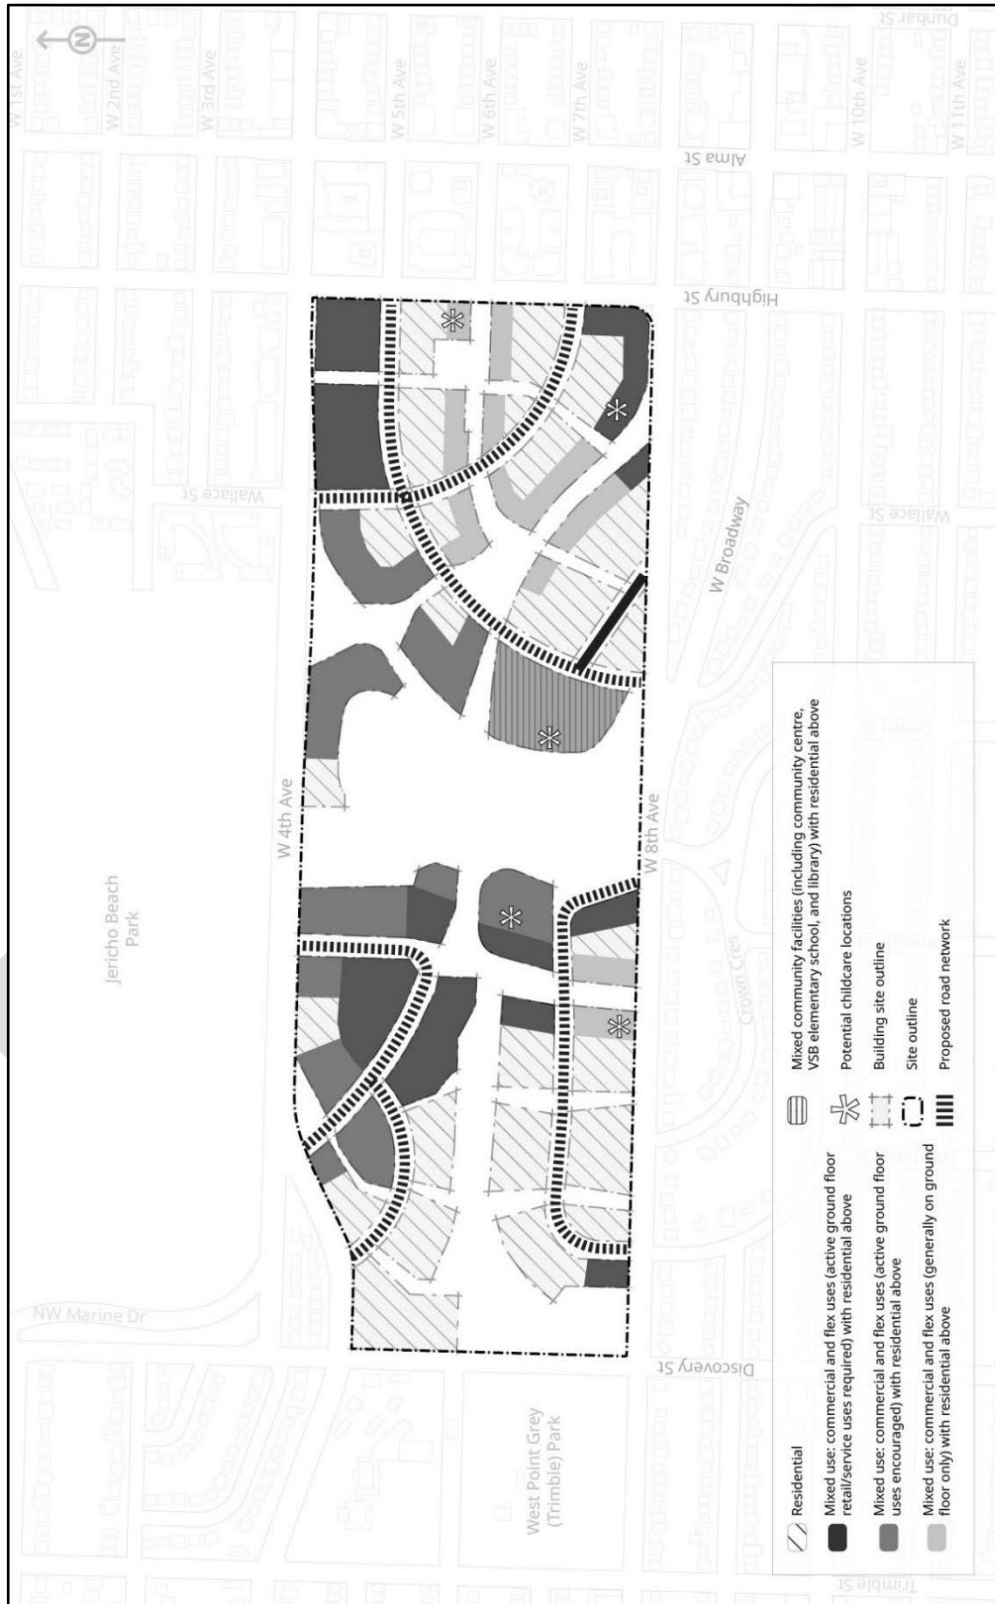 N
W 1st Ave
W 2nd Ave
W 3rd Ave
W 5th Ave
W 6th Ave
W 7th Ave
W 10th Ave
W 11th Ave
Dunbar St
Alma St
Highbury St
Wallace St
Wallace St
W Broadway
W 4th Ave
W 8th Ave
Jericho Beach
Park
Crown Cres
NW Marine Dr
Discovery St
West Point Grey
(Trimble) Park
Trimble St
Residential
Mixed use: commercial and flex uses (active ground floor
retail/service uses required) with residential above
Mixed use: commercial and flex uses (active ground floor
uses encouraged) with residential above
Mixed use: commercial and flex uses (generally on ground
floor only) with residential above
Mixed community facilities (including community centre,
VSB elementary school, and library) with residential above
Potential childcare locations
Building site outline
Site outline
Proposed road network